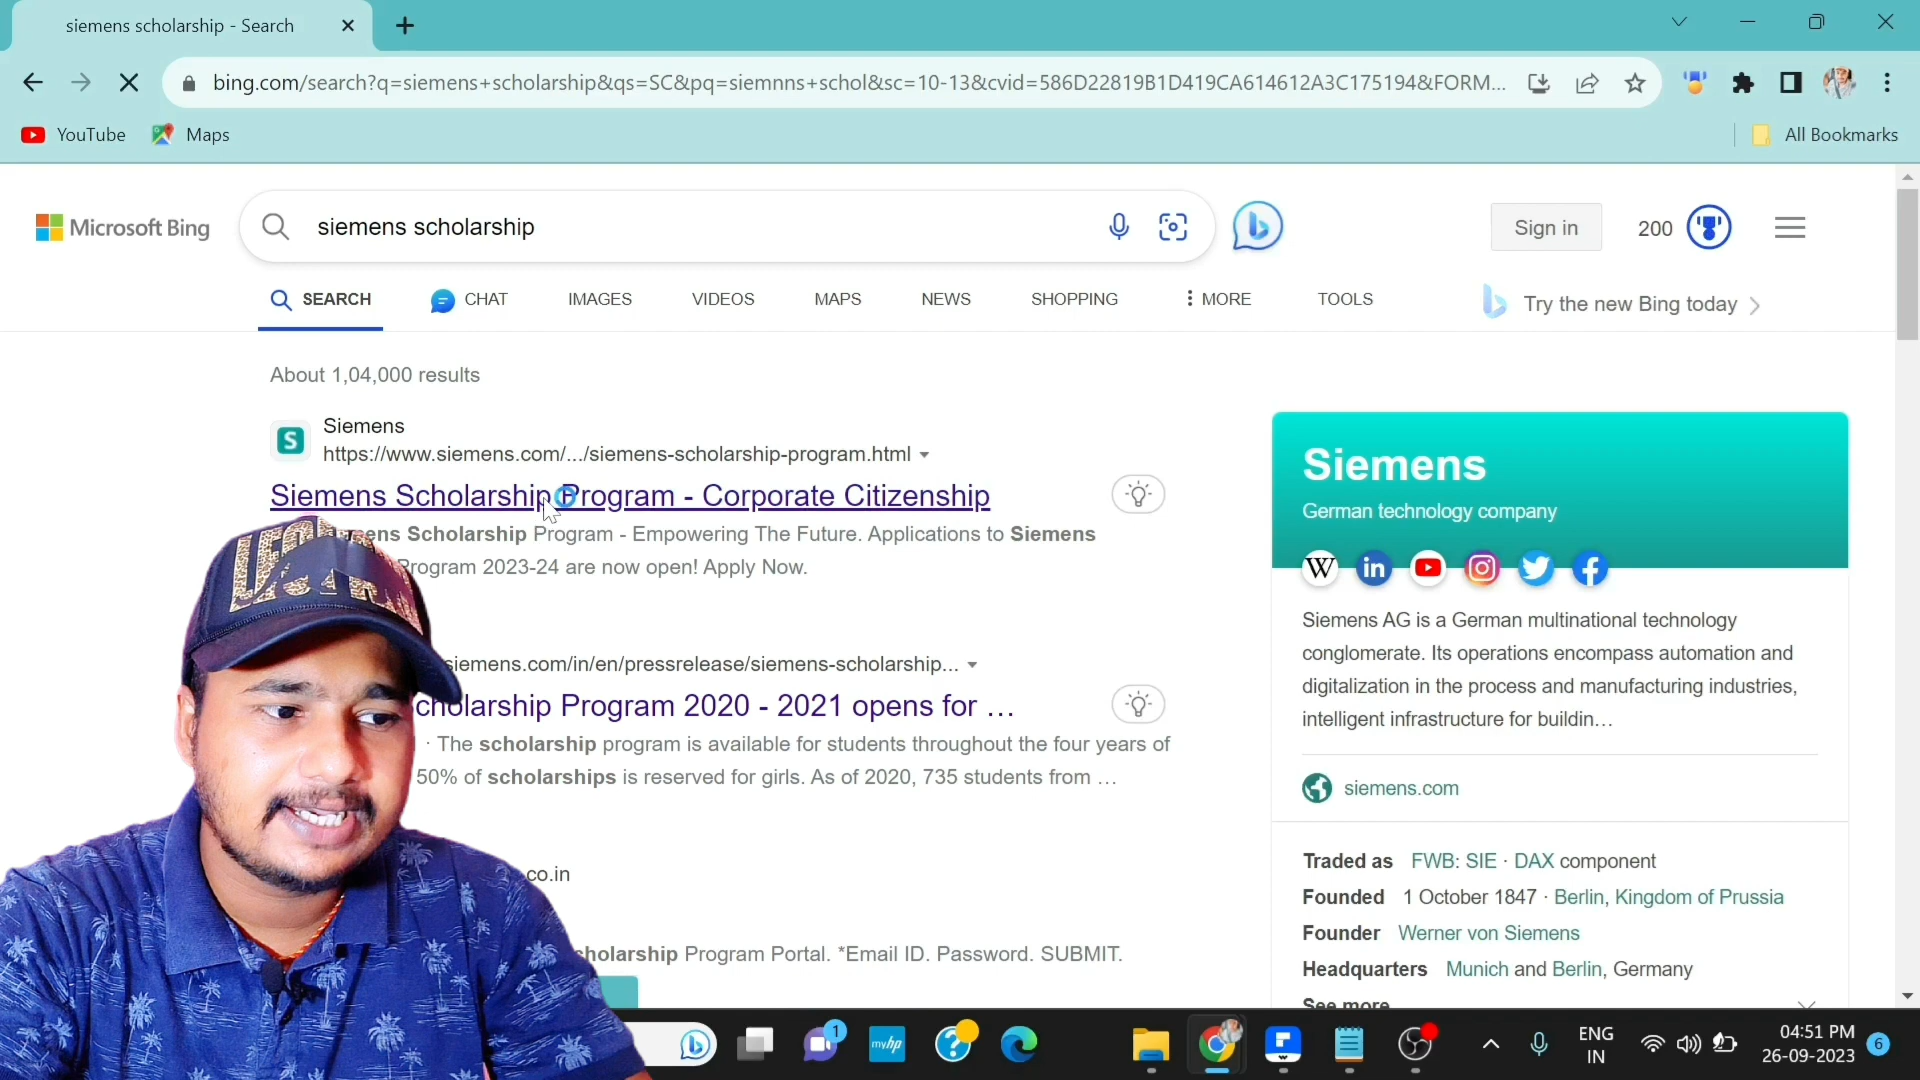 siemens scholarship - Search
bing.com/search?q=siemens+scholarship&qs=SC&pq=siemnns+schol&sc=10-13&cvid=586D22819B1D419CA614612A3C175194&FORM...
YouTube
Maps
All Bookmarks
Microsoft Bing
siemens scholarship
Sign in
200
SEARCH
CHAT
IMAGES
VIDEOS
MAPS
NEWS
SHOPPING
MORE
TOOLS
Try the new Bing today
About 1,04,000 results
S
Siemens
https://www.siemens.com/.../siemens-scholarship-program.html
Siemens Scholarship Program - Corporate Citizenship
Scholarship Program - Empowering The Future. Applications to Siemens
Program 2023-24 are now open! Apply Now.
siemens.com/in/en/pressrelease/siemens-scholarship...
cholarship Program 2020 - 2021 opens for ...
· The scholarship program is available for students throughout the four years of
50% of scholarships is reserved for girls. As of 2020, 735 students from ...
co.in
cholarship Program Portal. *Email ID. Password. SUBMIT.
Siemens
German technology company
W
in
Siemens AG is a German multinational technology
conglomerate. Its operations encompass automation and
digitalization in the process and manufacturing industries,
intelligent infrastructure for buildin...
siemens.com
Traded as FWB: SIE · DAX component
Founded 1 October 1847 · Berlin, Kingdom of Prussia
Founder Werner von Siemens
Headquarters Munich and Berlin, Germany
See more
1
myhp
?
ENG
IN
04:51 PM
26-09-2023
6